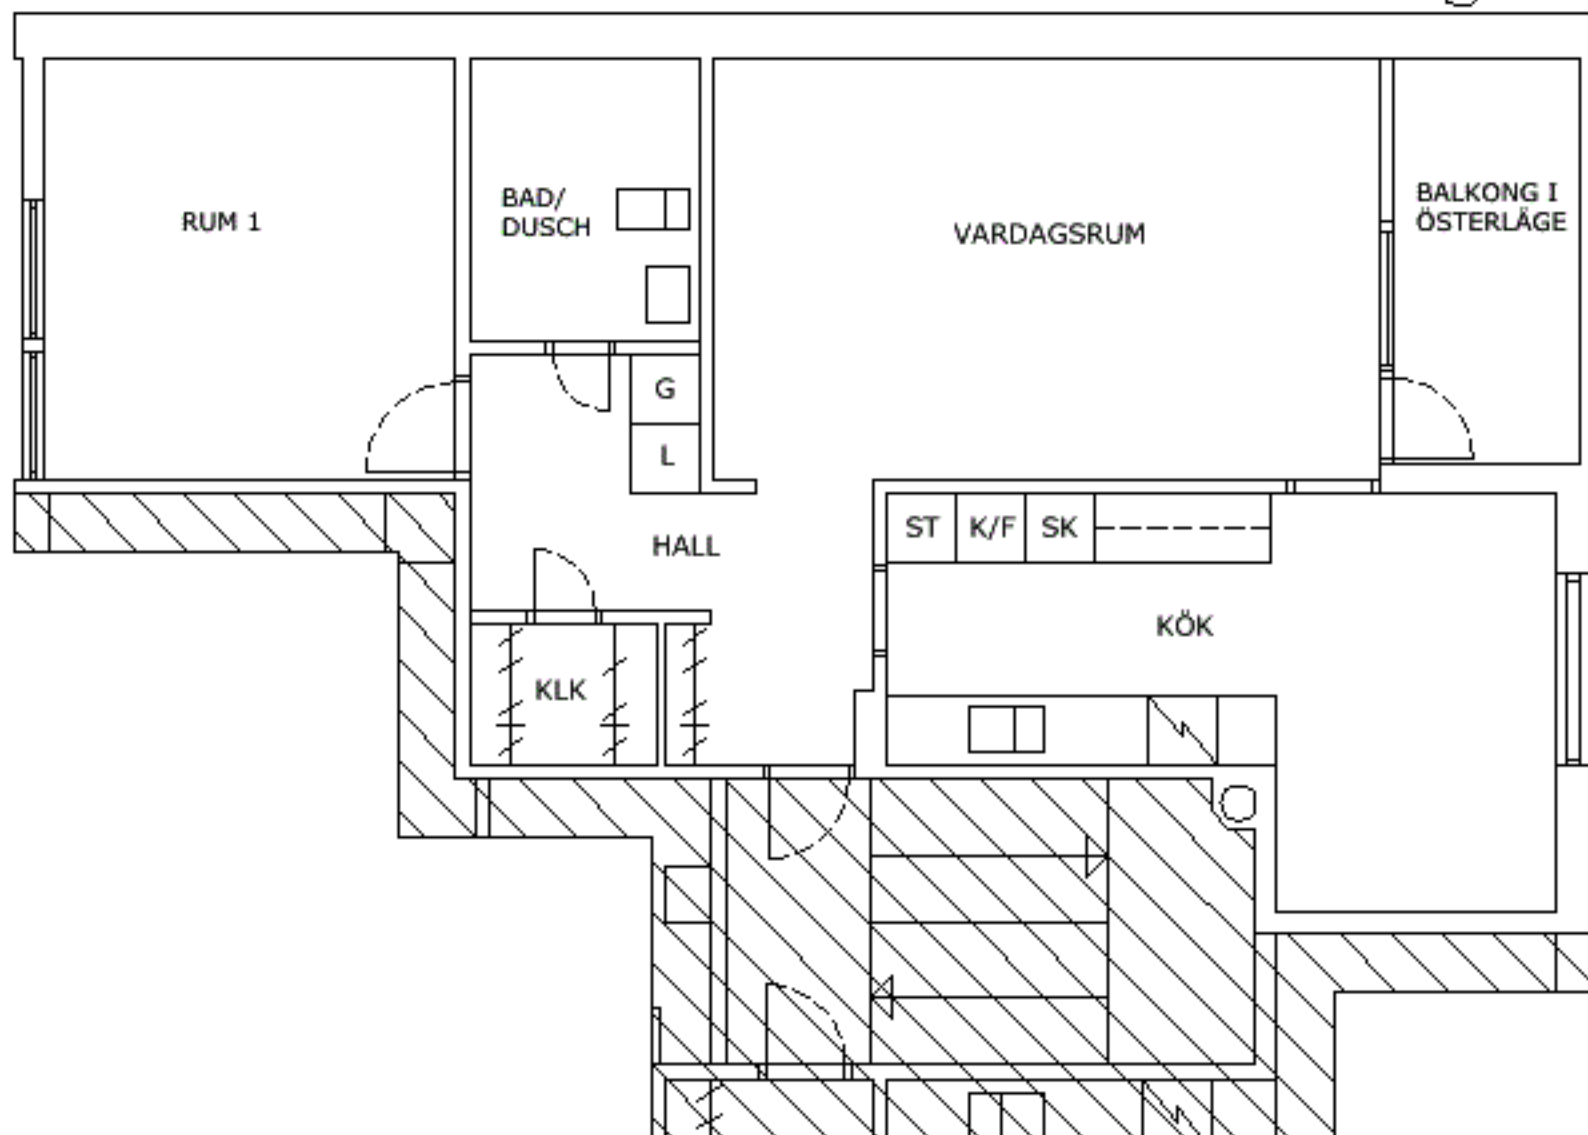 RUM 1
BAD/
DUSCH
VARDAGSRUM
BALKONG I
ÖSTERLÄGE
G
L
HALL
ST
K/F
SK
KÖK
KLK